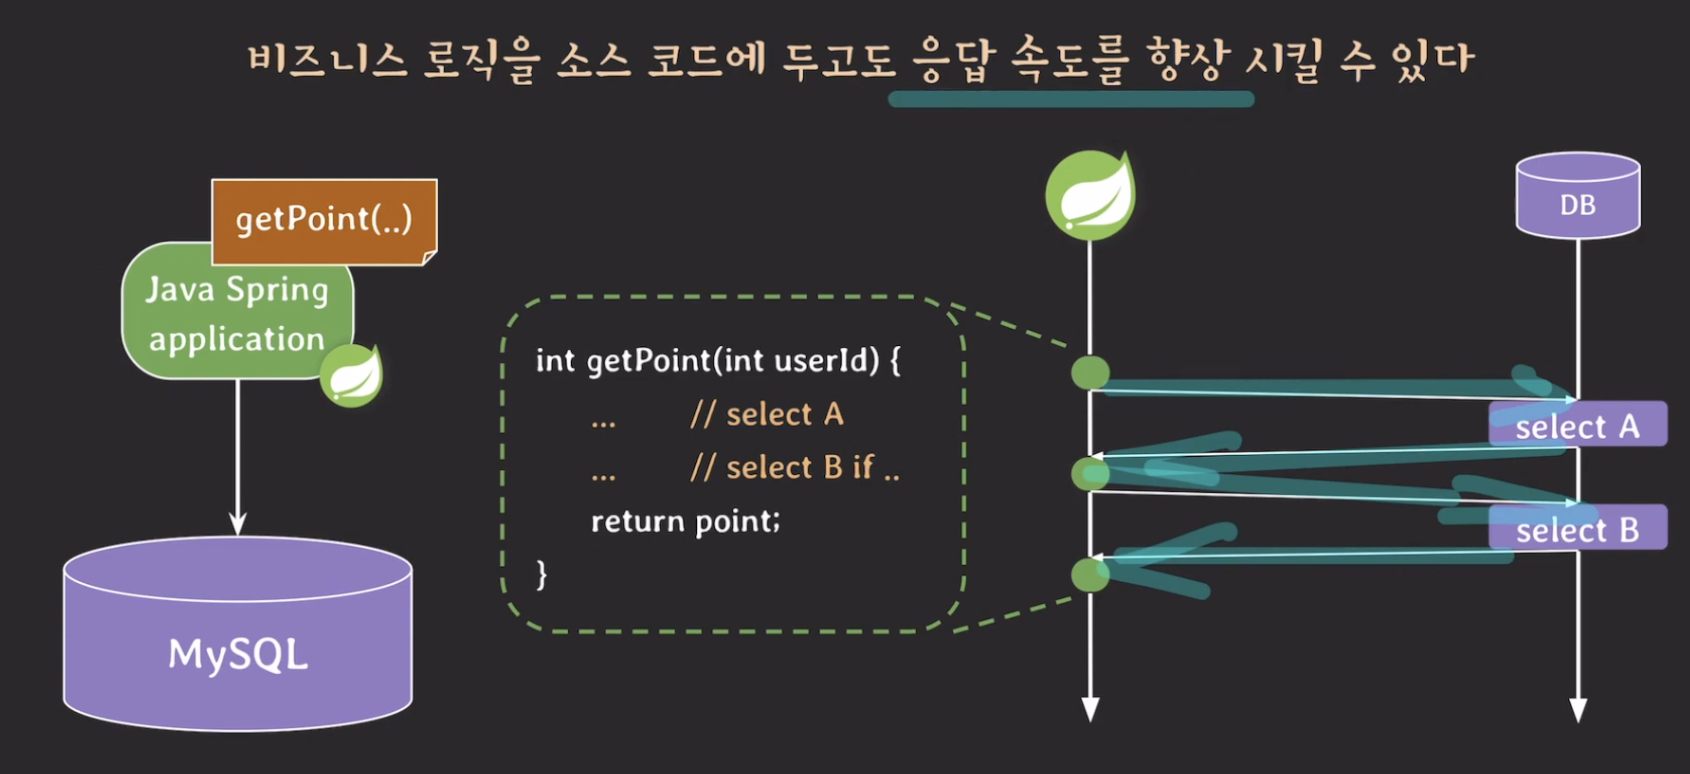 비즈니스 로직을 소스 코드에 두고도 응답 속도를 향상 시킬 수 있다
getPoint(..)
Java Spring
application
MySQL
int getPoint(int userId) {
... // select A
... // select B if ..
return point;
}
DB
select A
select B